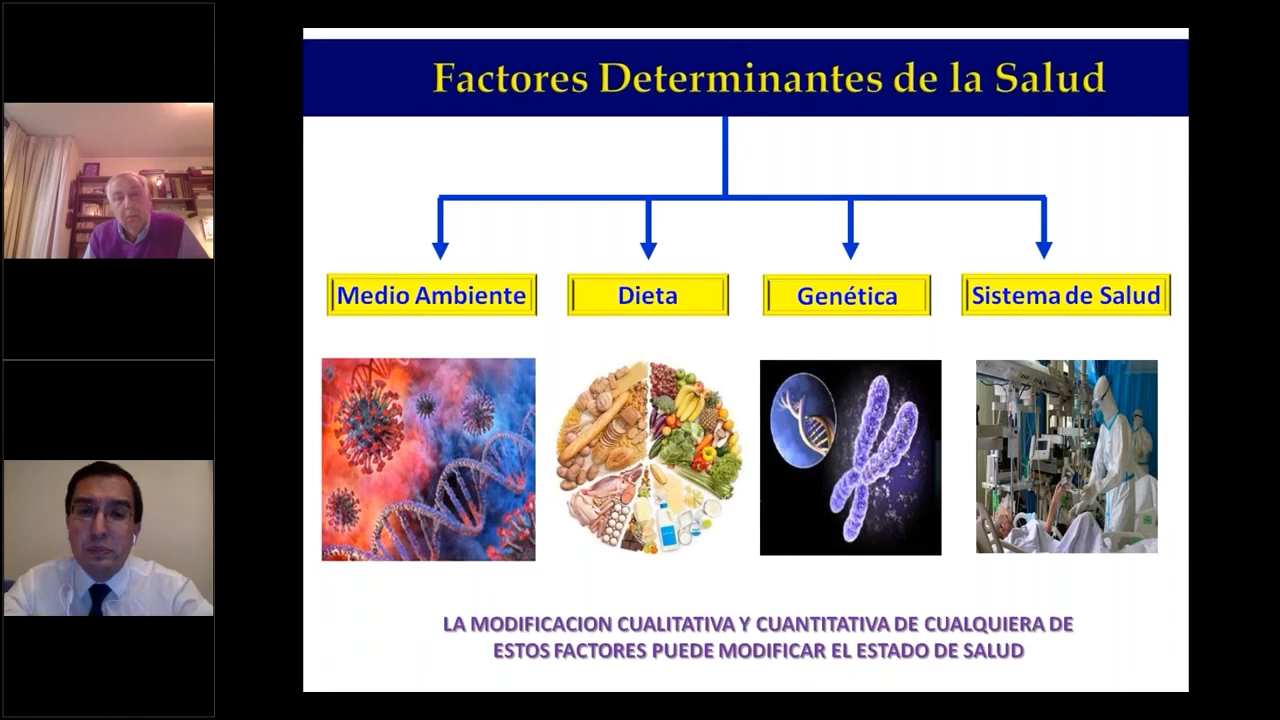 Factores Determinantes de la Salud
Medio Ambiente
Dieta
Genética
Sistema de Salud
LA MODIFICACION CUALITATIVA Y CUANTITATIVA DE CUALQUIERA DE
ESTOS FACTORES PUEDE MODIFICAR EL ESTADO DE SALUD